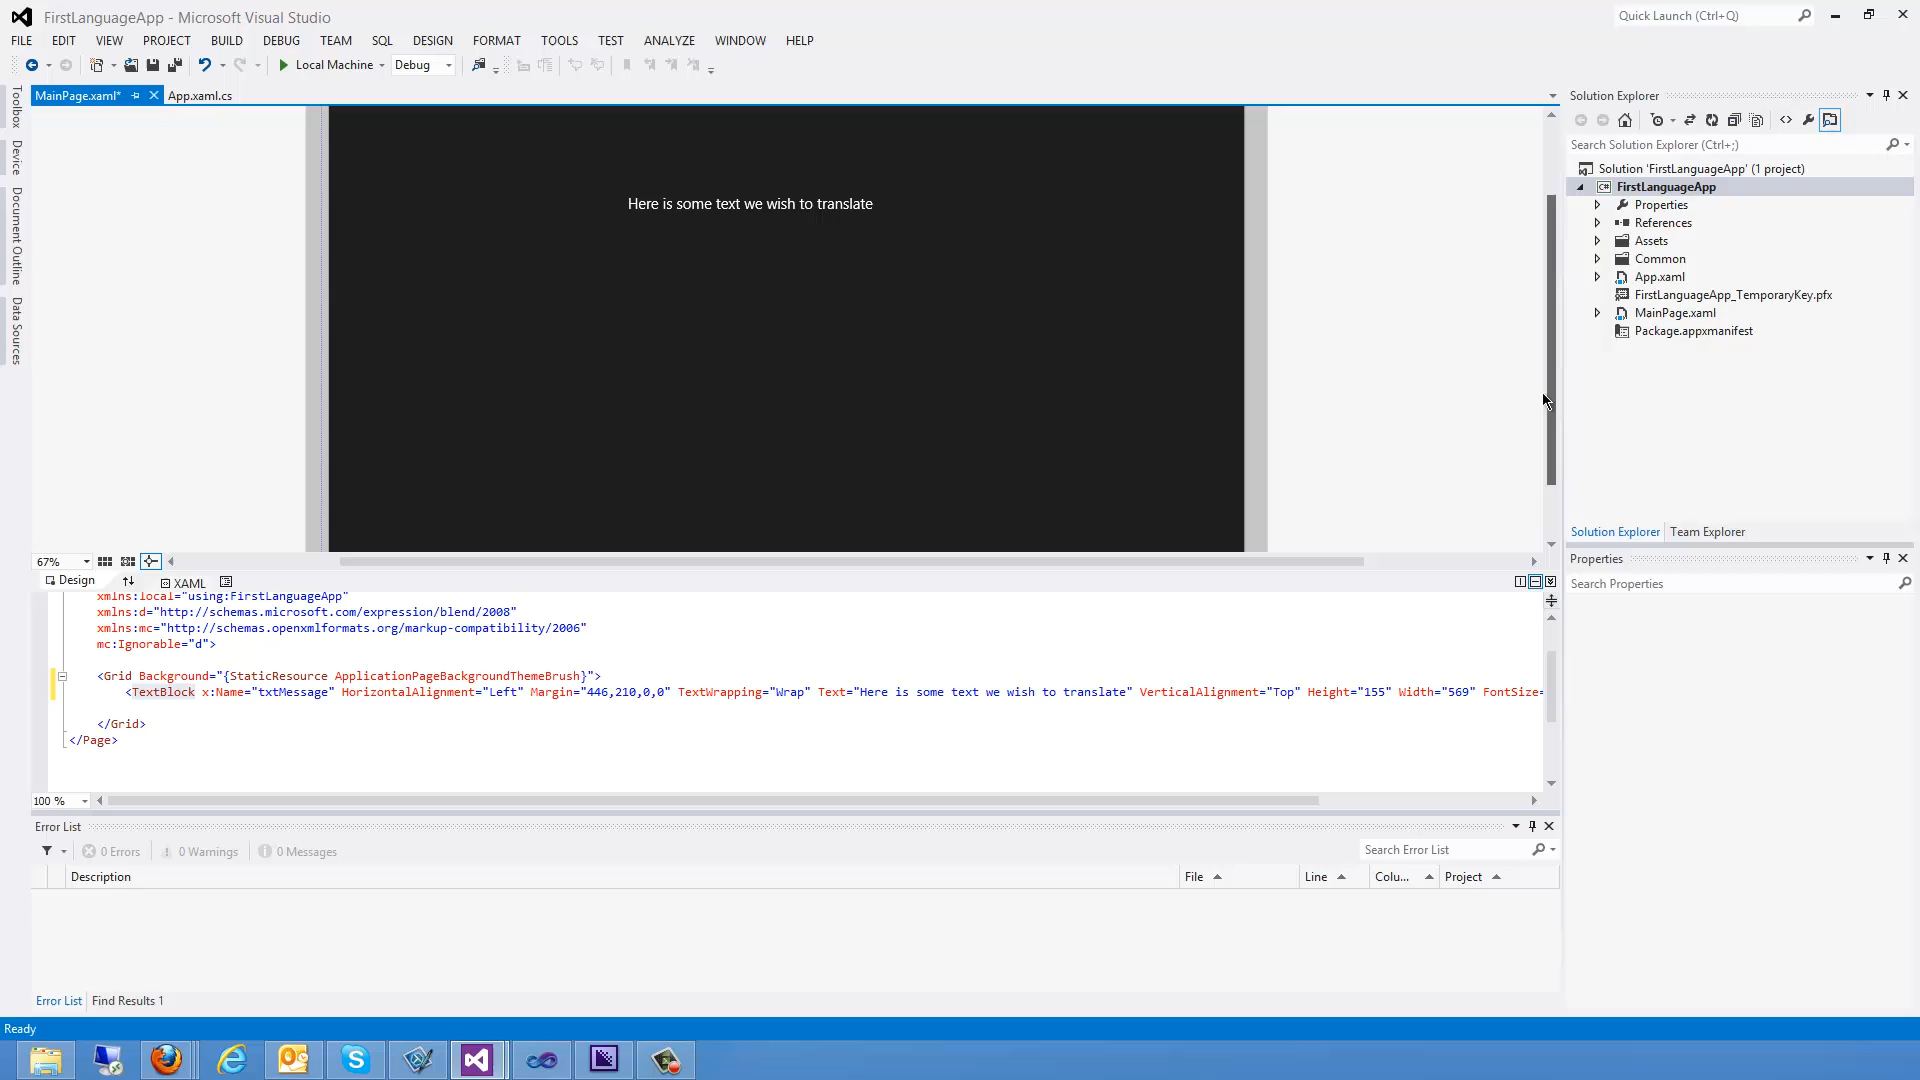 FirstLanguageApp - Microsoft Visual Studio
Quick Launch (Ctrl+Q)
FILE EDIT VIEW PROJECT BUILD DEBUG TEAM SQL DESIGN FORMAT TOOLS TEST ANALYZE WINDOW HELP
Local Machine Debug
MainPage.xaml* App.xaml.cs
Toolbox
Device
Document Outline
Data Sources
Here is some text we wish to translate
67%
Design XAML
xmlns:local="using:FirstLanguageApp"
xmlns:d="http://schemas.microsoft.com/expression/blend/2008"
xmlns:mc="http://schemas.openxmlformats.org/markup-compatibility/2006"
mc:Ignorable="d">
<Grid Background="{StaticResource ApplicationPageBackgroundThemeBrush}">
<TextBlock x:Name="txtMessage" HorizontalAlignment="Left" Margin="446,210,0,0" TextWrapping="Wrap" Text="Here is some text we wish to translate" VerticalAlignment="Top" Height="155" Width="569" FontSize=
</Grid>
</Page>
100 %
Error List
0 Errors 0 Warnings 0 Messages
Search Error List
Description File Line Colu... Project
Error List Find Results 1
Ready
Solution Explorer
Search Solution Explorer (Ctrl+;)
Solution 'FirstLanguageApp' (1 project)
C# FirstLanguageApp
Properties
References
Assets
Common
App.xaml
FirstLanguageApp_TemporaryKey.pfx
MainPage.xaml
Package.appxmanifest
Solution Explorer Team Explorer
Properties
Search Properties